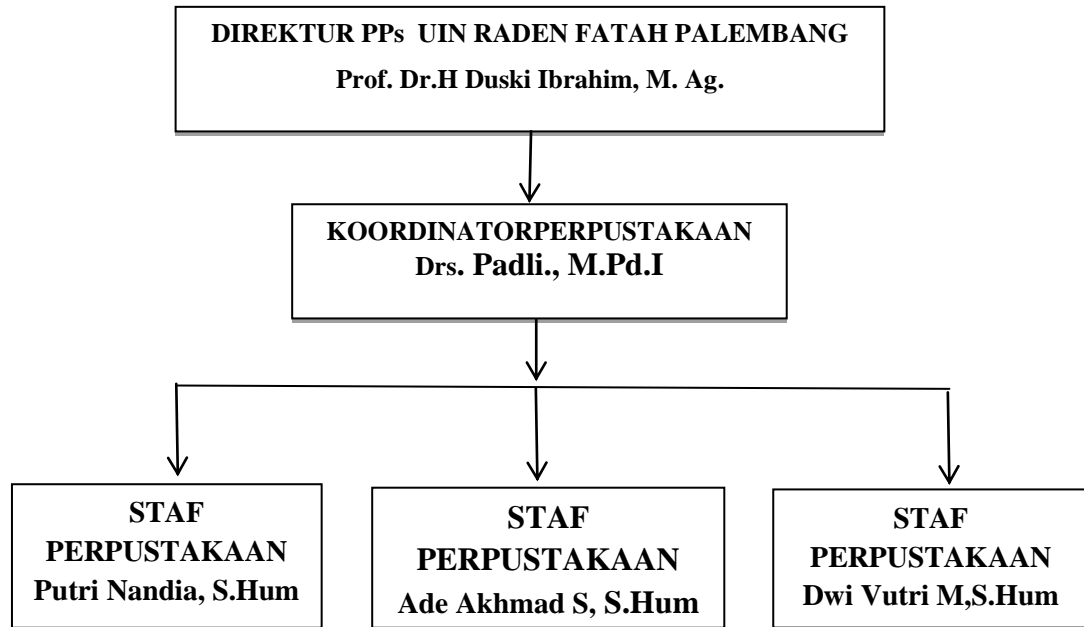 DIREKTUR PPs UIN RADEN FATAH PALEMBANG
Prof. Dr.H Duski Ibrahim, M. Ag.
KOORDINATORPERPUSTAKAAN
Drs. Padli., M.Pd.I
STAF
PERPUSTAKAAN
Putri Nandia, S.Hum
STAF
PERPUSTAKAAN
Ade Akhmad S, S.Hum
STAF
PERPUSTAKAAN
Dwi Vutri M,S.Hum